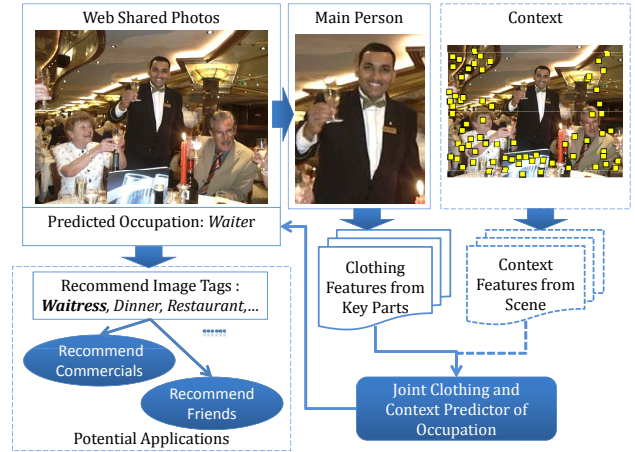 Web Shared Photos
Main Person
Context
Predicted Occupation: Waiter
Recommend Image Tags :
Waitress, Dinner, Restaurant,...
Recommend
Commercials
Recommend
Friends
Potential Applications
Clothing
Features from
Key Parts
Context
Features from
Scene
Joint Clothing and
Context Predictor of
Occupation